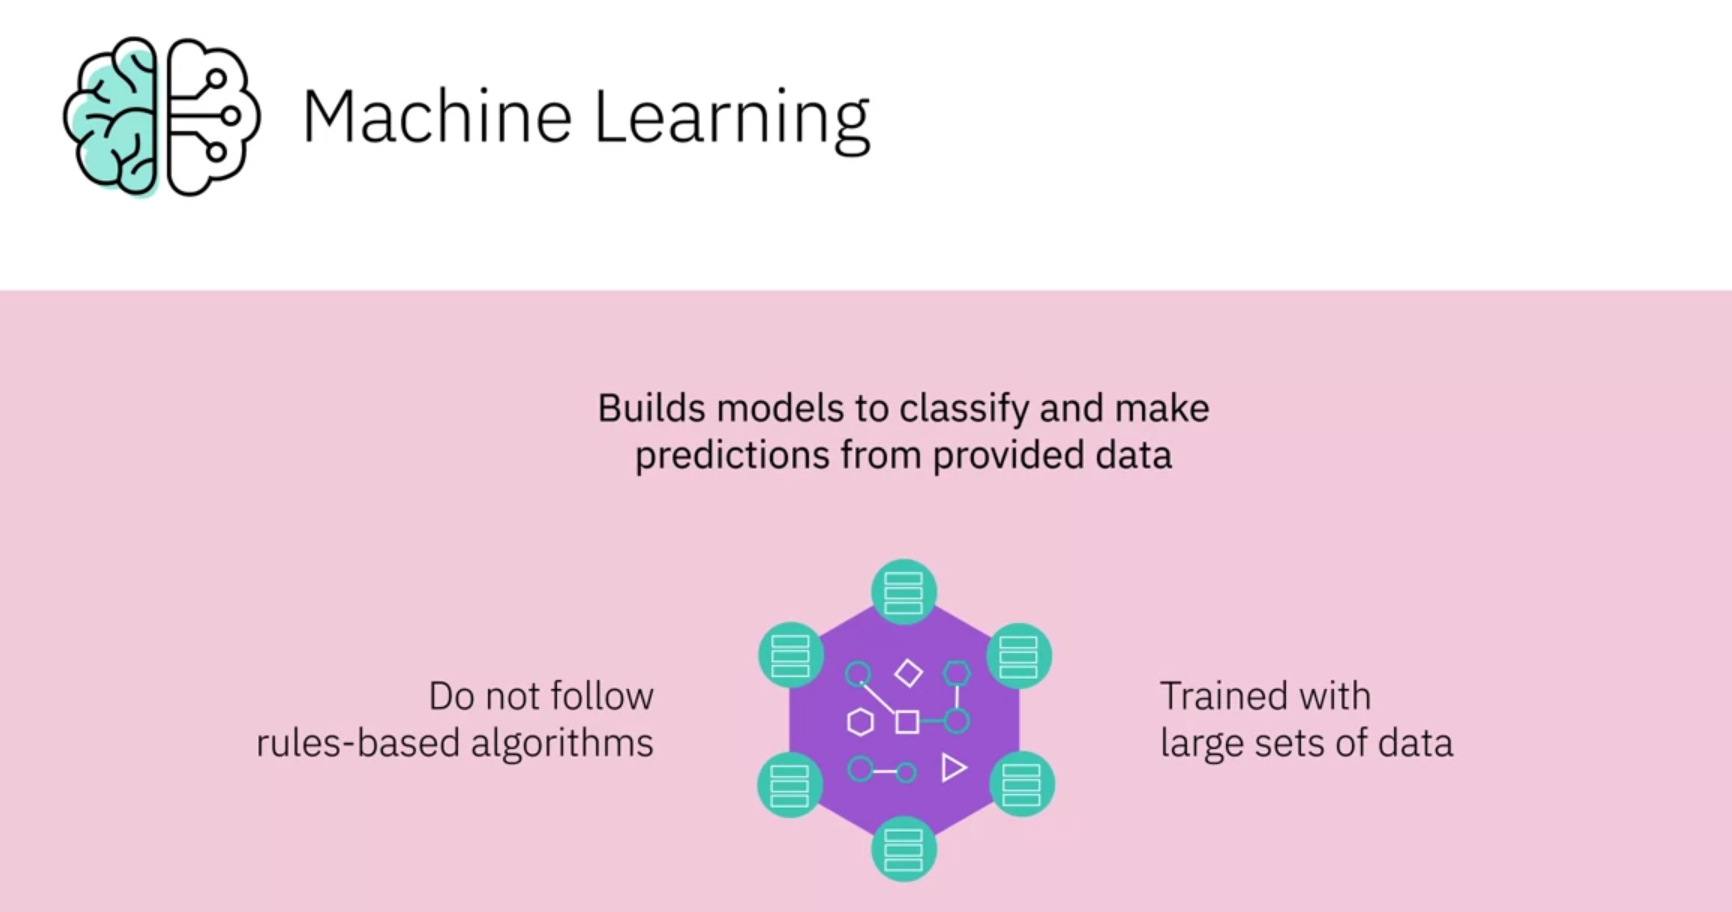 Machine Learning
Builds models to classify and make
predictions from provided data
Do not follow
rules-based algorithms
Trained with
large sets of data